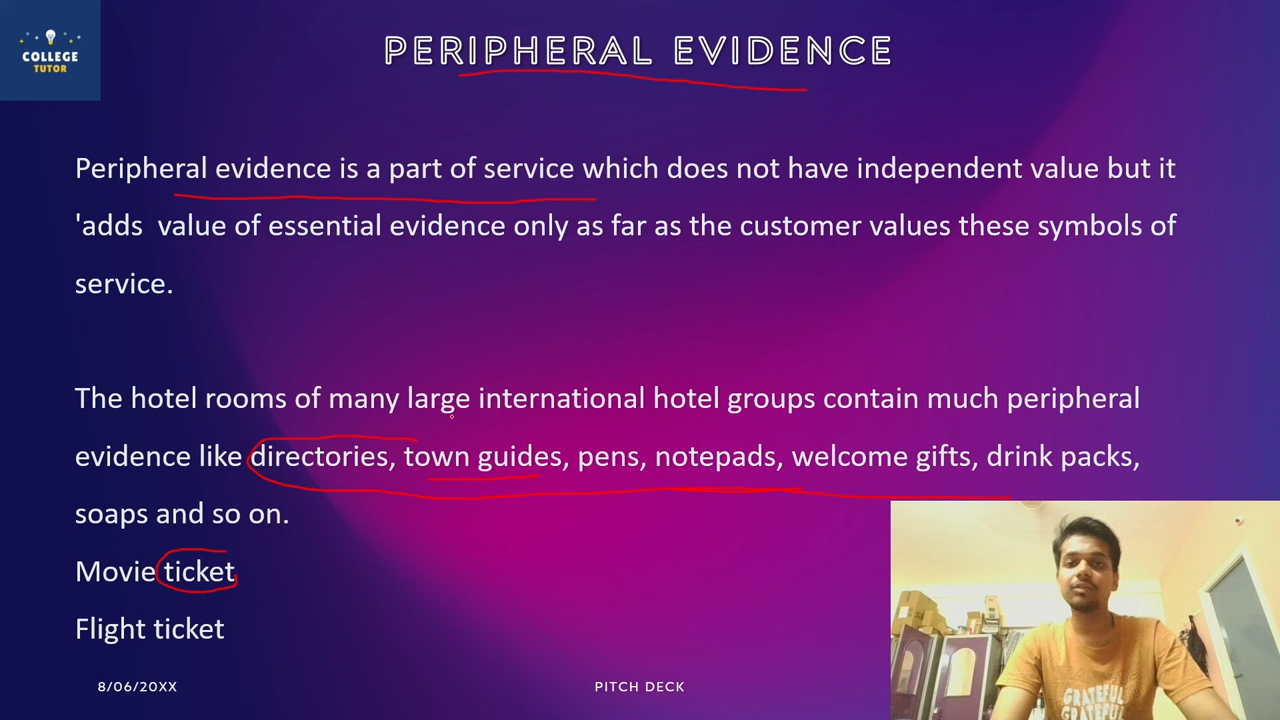 COLLEGE
TUTOR
PERIPHERAL EVIDENCE
Peripheral evidence is a part of service which does not have independent value but it
'adds  value of essential evidence only as far as the customer values these symbols of
service.
The hotel rooms of many large international hotel groups contain much peripheral
evidence like directories, town guides, pens, notepads, welcome gifts, drink packs,
soaps and so on.
Movie ticket
Flight ticket
8/06/20XX
PITCH DECK
GRATEFUL
GRATEFUL